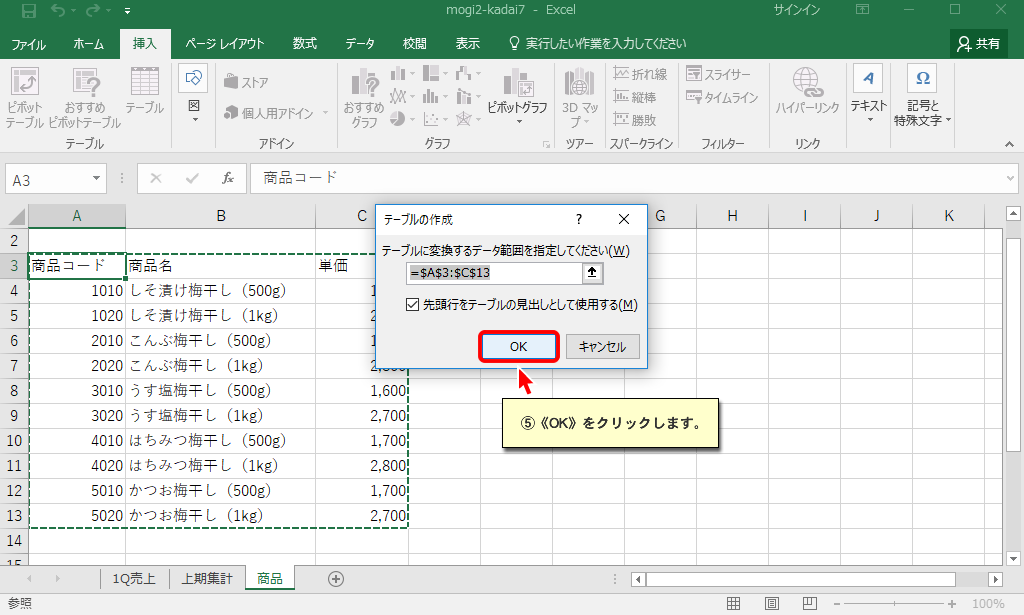 mogi2-kadai7 - Excel サインイン
ファイル ホーム 挿入 ページ レイアウト 数式 データ 校閲 表示 実行したい作業を入力してください 共有
ピボット
テーブル
おすすめ
ピボットテーブル
テーブル
図
ストア
個人用アドイン
おすすめ
グラフ
ピボットグラフ
3D マッ
プ
折れ線
縦棒
勝敗
スライサー
タイムライン
ハイパーリンク
A
テキスト
Ω
記号と
特殊文字
テーブル アドイン グラフ ツアー スパークライン フィルター リンク
A3 fx 商品コード
A B C G H I J K
2
3 商品コード 商品名 単価
4 1010 しそ漬け梅干し（500g） 1
5 1020 しそ漬け梅干し（1kg） 2
6 2010 こんぶ梅干し（500g） 1
7 2020 こんぶ梅干し（1kg）
8 3010 うす塩梅干し（500g） 1,600
9 3020 うす塩梅干し（1kg） 2,700
10 4010 はちみつ梅干し（500g） 1,700
11 4020 はちみつ梅干し（1kg） 2,800
12 5010 かつお梅干し（500g） 1,700
13 5020 かつお梅干し（1kg） 2,700
14
15
テーブルの作成 ?
テーブルに変換するデータ範囲を指定してください(W)
=$A$3:$C$13
先頭行をテーブルの見出しとして使用する(M)
OK キャンセル
⑤《OK》をクリックします。
1Q売上 上期集計 商品
参照 100%